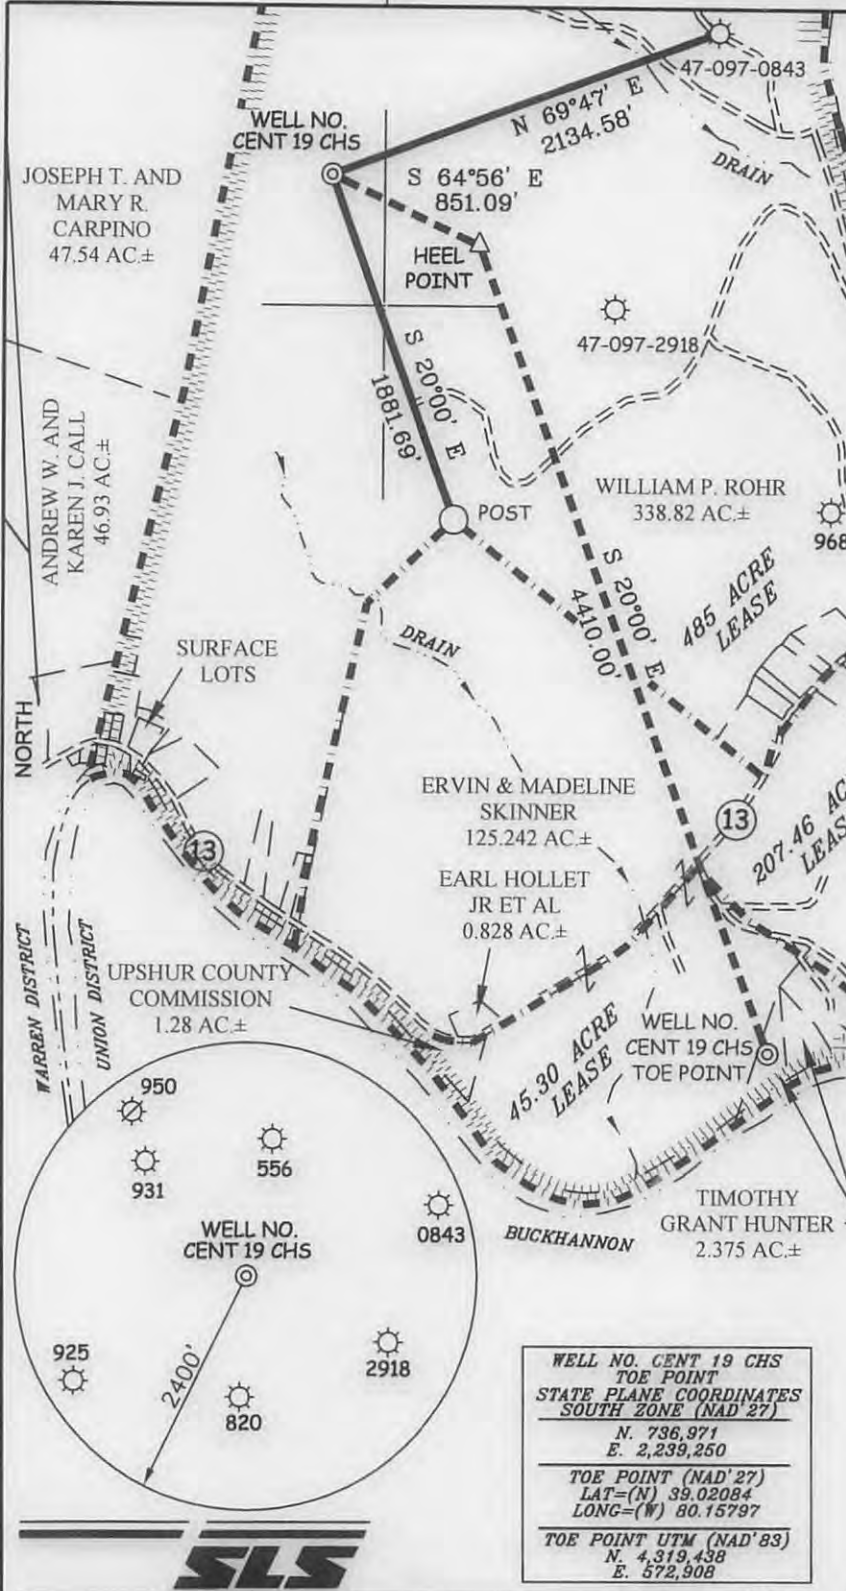 47-097-0843
N 69°47' E
2134.58'
WELL NO.
CENT 19 CHS
DRAIN
JOSEPH T. AND
MARY R.
CARPINO
47.54 AC.±
S 64°56' E
851.09'
HEEL
POINT
47-097-2918
S 20°00' E
1881.69'
ANDREW W. AND
KAREN J. CALL
46.93 AC.±
WILLIAM P. ROHR
338.82 AC.±
POST
968
S 20°00' E
4410.00'
485 ACRE
LEASE
DRAIN
SURFACE
LOTS
NORTH
ERVIN & MADELINE
SKINNER
125.242 AC.±
13
13
207.46 AC
LEAS
EARL HOLLET
JR ET AL
0.828 AC.±
WARREN DISTRICT
UNION DISTRICT
UPSHUR COUNTY
COMMISSION
1.28 AC.±
45.30 ACRE
LEASE
WELL NO.
CENT 19 CHS
TOE POINT
TIMOTHY
GRANT HUNTER
2.375 AC.±
BUCKHANNON
950
931
556
0843
WELL NO.
CENT 19 CHS
925
2400'
820
2918
WELL NO. CENT 19 CHS
TOE POINT
STATE PLANE COORDINATES
SOUTH ZONE (NAD'27)
N. 736,971
E. 2,239,250
TOE POINT (NAD'27)
LAT=(N) 39.02084
LONG=(W) 80.15797
TOE POINT UTM (NAD'83)
N. 4,319,438
E. 572,908
SLS